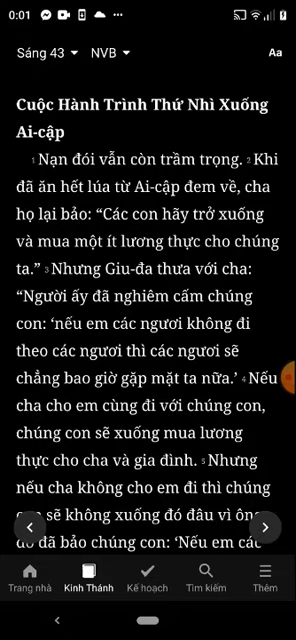 0:01
Sáng 43 NVB Aa
Cuộc Hành Trình Thứ Nhì Xuống
Ai-cập
1 Nạn đói vẫn còn trầm trọng. 2 Khi
đã ăn hết lúa từ Ai-cập đem về, cha
họ lại bảo: “Các con hãy trở xuống
và mua một ít lương thực cho chúng
ta.” 3 Nhưng Giu-đa thưa với cha:
“Người ấy đã nghiêm cấm chúng
con: ‘nếu em các ngươi không đi
theo các ngươi thì các ngươi sẽ
chẳng bao giờ gặp mặt ta nữa.’ 4 Nếu
cha cho em cùng đi với chúng con,
chúng con sẽ xuống mua lương
thực cho cha và gia đình. 5 Nhưng
nếu cha không cho em đi thì chúng
sẽ không xuống đó đâu vì ông
đã bảo chúng con: ‘Nếu em các
Trang nhà Kinh Thánh Kế hoạch Tìm kiếm Thêm